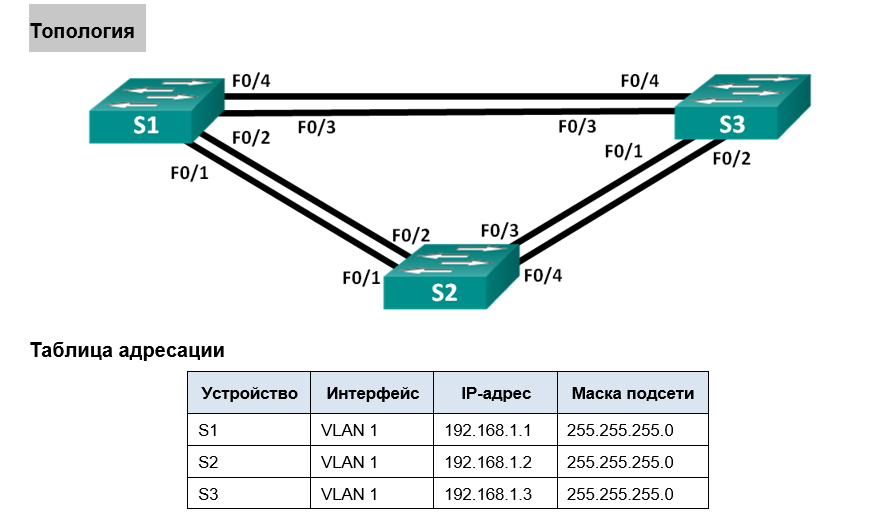 Топология
F0/4 F0/4
S1 F0/2 F0/3 F0/3 S3
F0/1 F0/1 F0/2
F0/2 F0/3
F0/1 S2 F0/4
Таблица адресации
Устройство Интерфейс IP-адрес Маска подсети
S1 VLAN 1 192.168.1.1 255.255.255.0
S2 VLAN 1 192.168.1.2 255.255.255.0
S3 VLAN 1 192.168.1.3 255.255.255.0